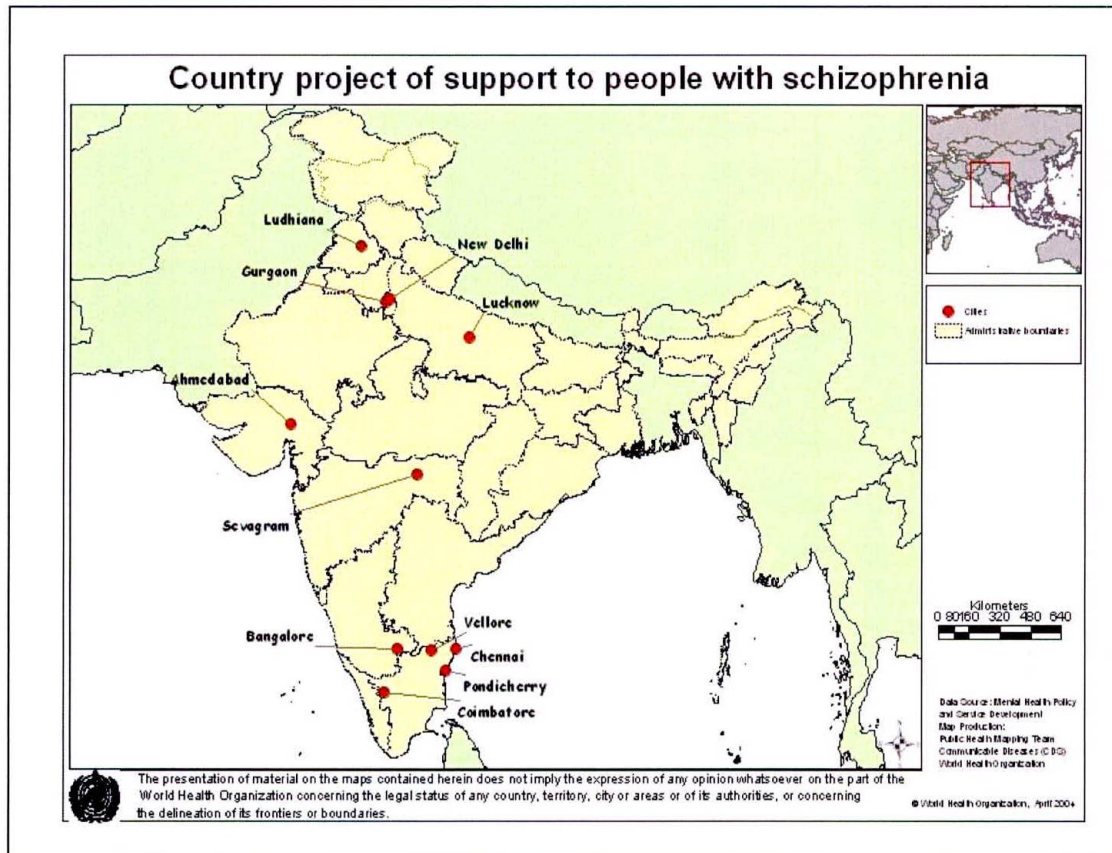 Country project of support to people with schizophrenia
Ludhiana
New Delhi
Gurgaon
Lucknow
Ahmedabad
Sevagram
Bangalore
Vellore
Chennai
Pondicherry
Coimbatore
Cities
Administrative boundaries
Kilometers
0 80160 320 480 640
Data Source: Mental Health Policy
and Service Development
Map Production:
Public Health Mapping Team
Communicable Diseases (CDS)
World Health Organization
The presentation of material on the maps contained herein does not imply the expression of any opinion whatsoever on the part of the
World Health Organization concerning the legal status of any country, territory, city or areas or of its authorities, or concerning
the delineation of its frontiers or boundaries.
© World Health Organization, April 2004